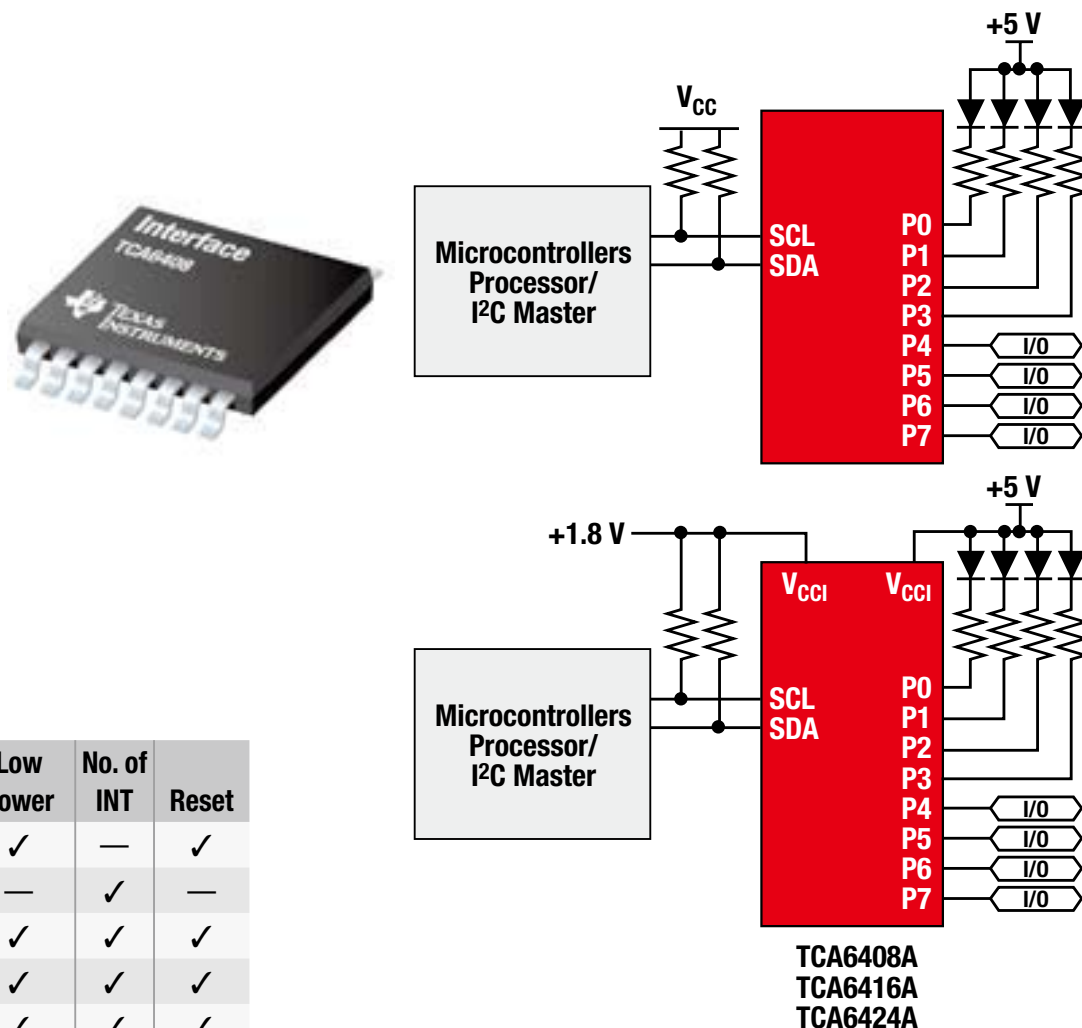 Interface
TCA6408
TEXAS
INSTRUMENTS
+5 V
VCC
Microcontrollers
Processor/
I²C Master
SCL
SDA
P0
P1
P2
P3
P4
P5
P6
P7
I/O
I/O
I/O
I/O
+5 V
+1.8 V
VCCI
VCCI
Microcontrollers
Processor/
I²C Master
SCL
SDA
P0
P1
P2
P3
P4
P5
P6
P7
I/O
I/O
I/O
I/O
TCA6408A
TCA6416A
TCA6424A
No. of
INT
Reset
✓ — ✓
— ✓ —
✓ ✓ ✓
✓ ✓ ✓
✓ ✓ ✓